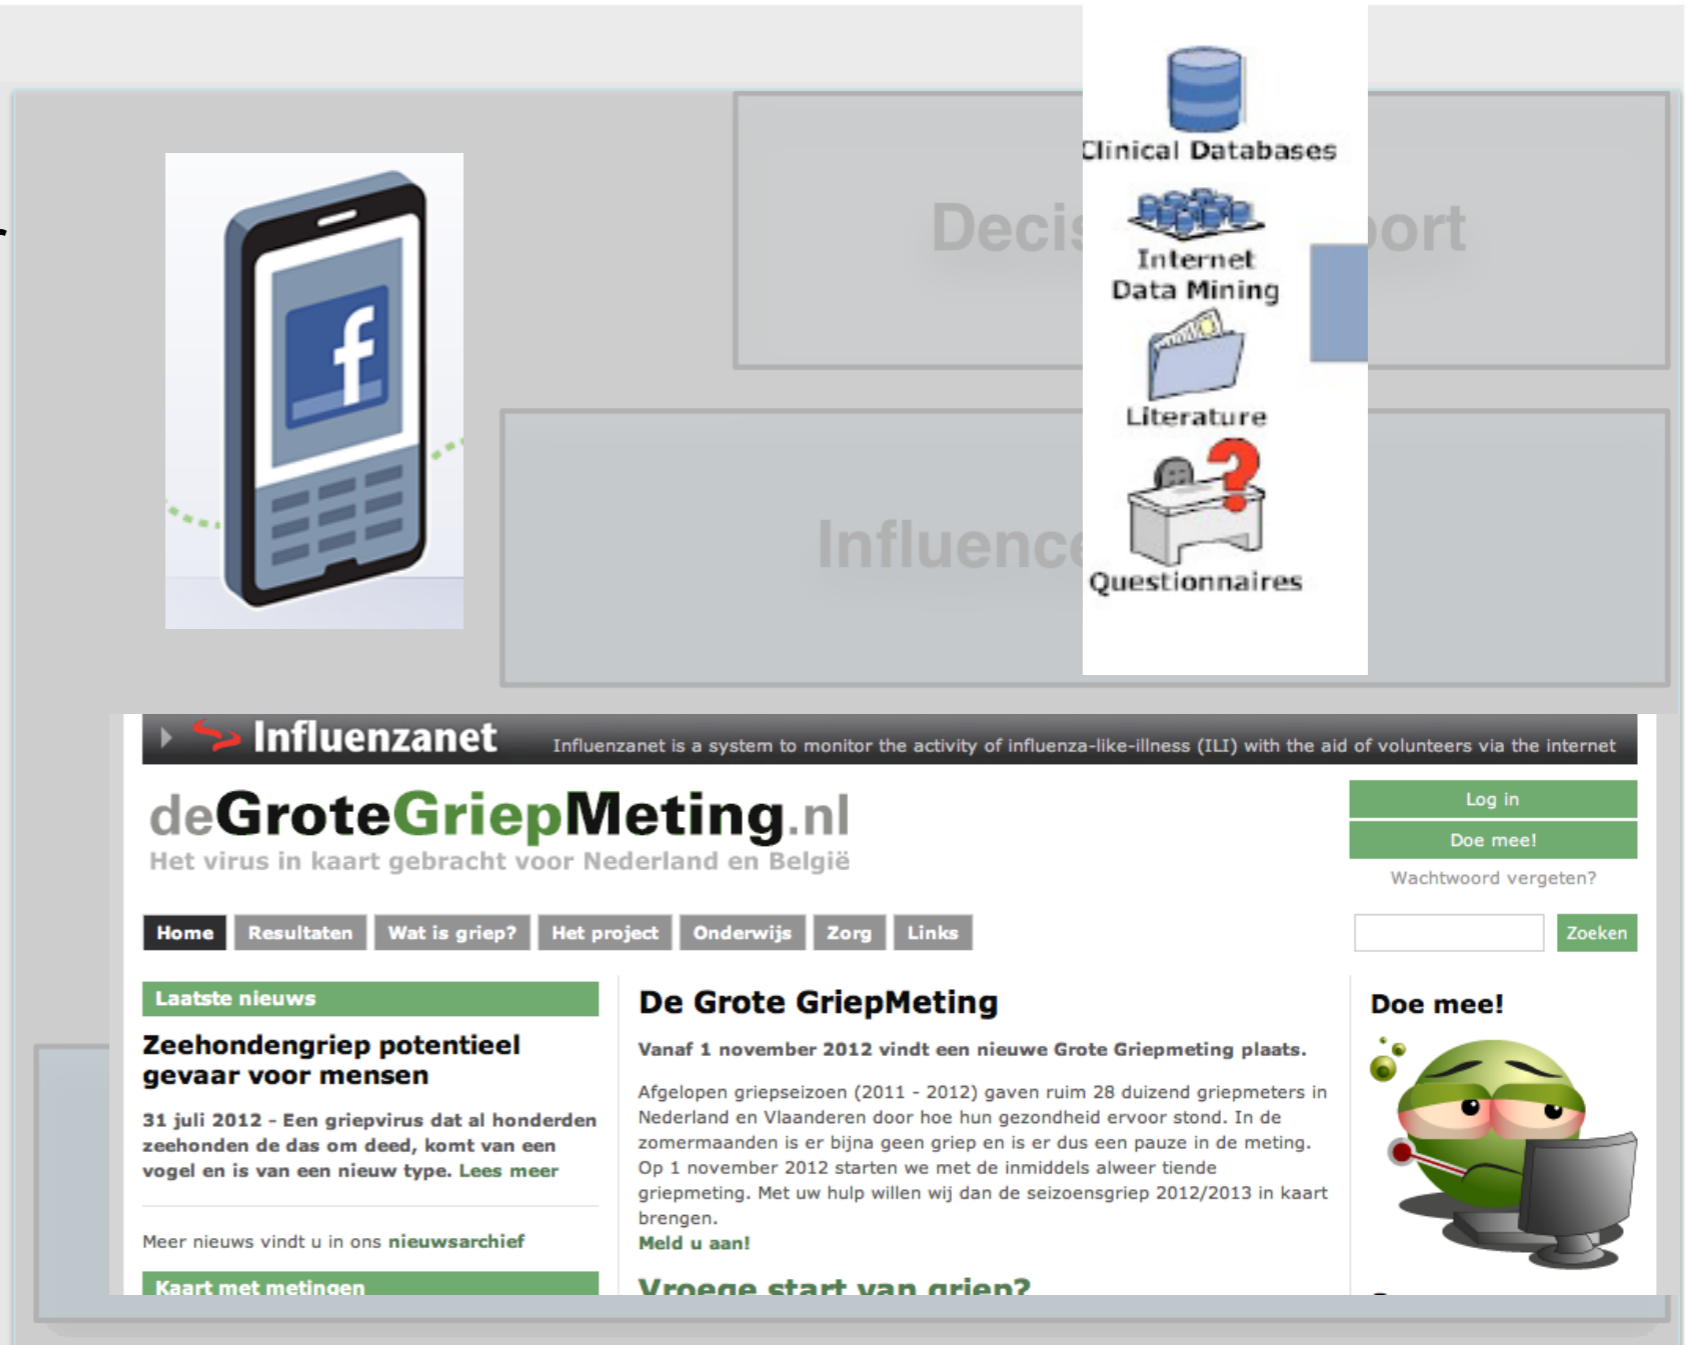 Clinical Databases
Internet
Data Mining
Literature
Questionnaires
Influenzanet
Influenzanet is a system to monitor the activity of influenza-like-illness (ILI) with the aid of volunteers via the internet
deGroteGriepMeting.nl
Het virus in kaart gebracht voor Nederland en België
Log in
Doe mee!
Wachtwoord vergeten?
Home Resultaten Wat is griep? Het project Onderwijs Zorg Links
Zoeken
Laatste nieuws
Zeehondengriep potentieel
gevaar voor mensen
31 juli 2012 - Een griepvirus dat al honderden
zeehonden de das om deed, komt van een
vogel en is van een nieuw type. Lees meer
Meer nieuws vindt u in ons nieuwsarchief
Kaart met metingen
De Grote GriepMeting
Vanaf 1 november 2012 vindt een nieuwe Grote Griepmeting plaats.
Afgelopen griepseizoen (2011 - 2012) gaven ruim 28 duizend griepmeters in
Nederland en Vlaanderen door hoe hun gezondheid ervoor stond. In de
zomermaanden is er bijna geen griep en is er dus een pauze in de meting.
Op 1 november 2012 starten we met de inmiddels alweer tiende
griepmeting. Met uw hulp willen wij dan de seizoensgriep 2012/2013 in kaart
brengen.
Meld u aan!
Vroege start van griep?
Doe mee!